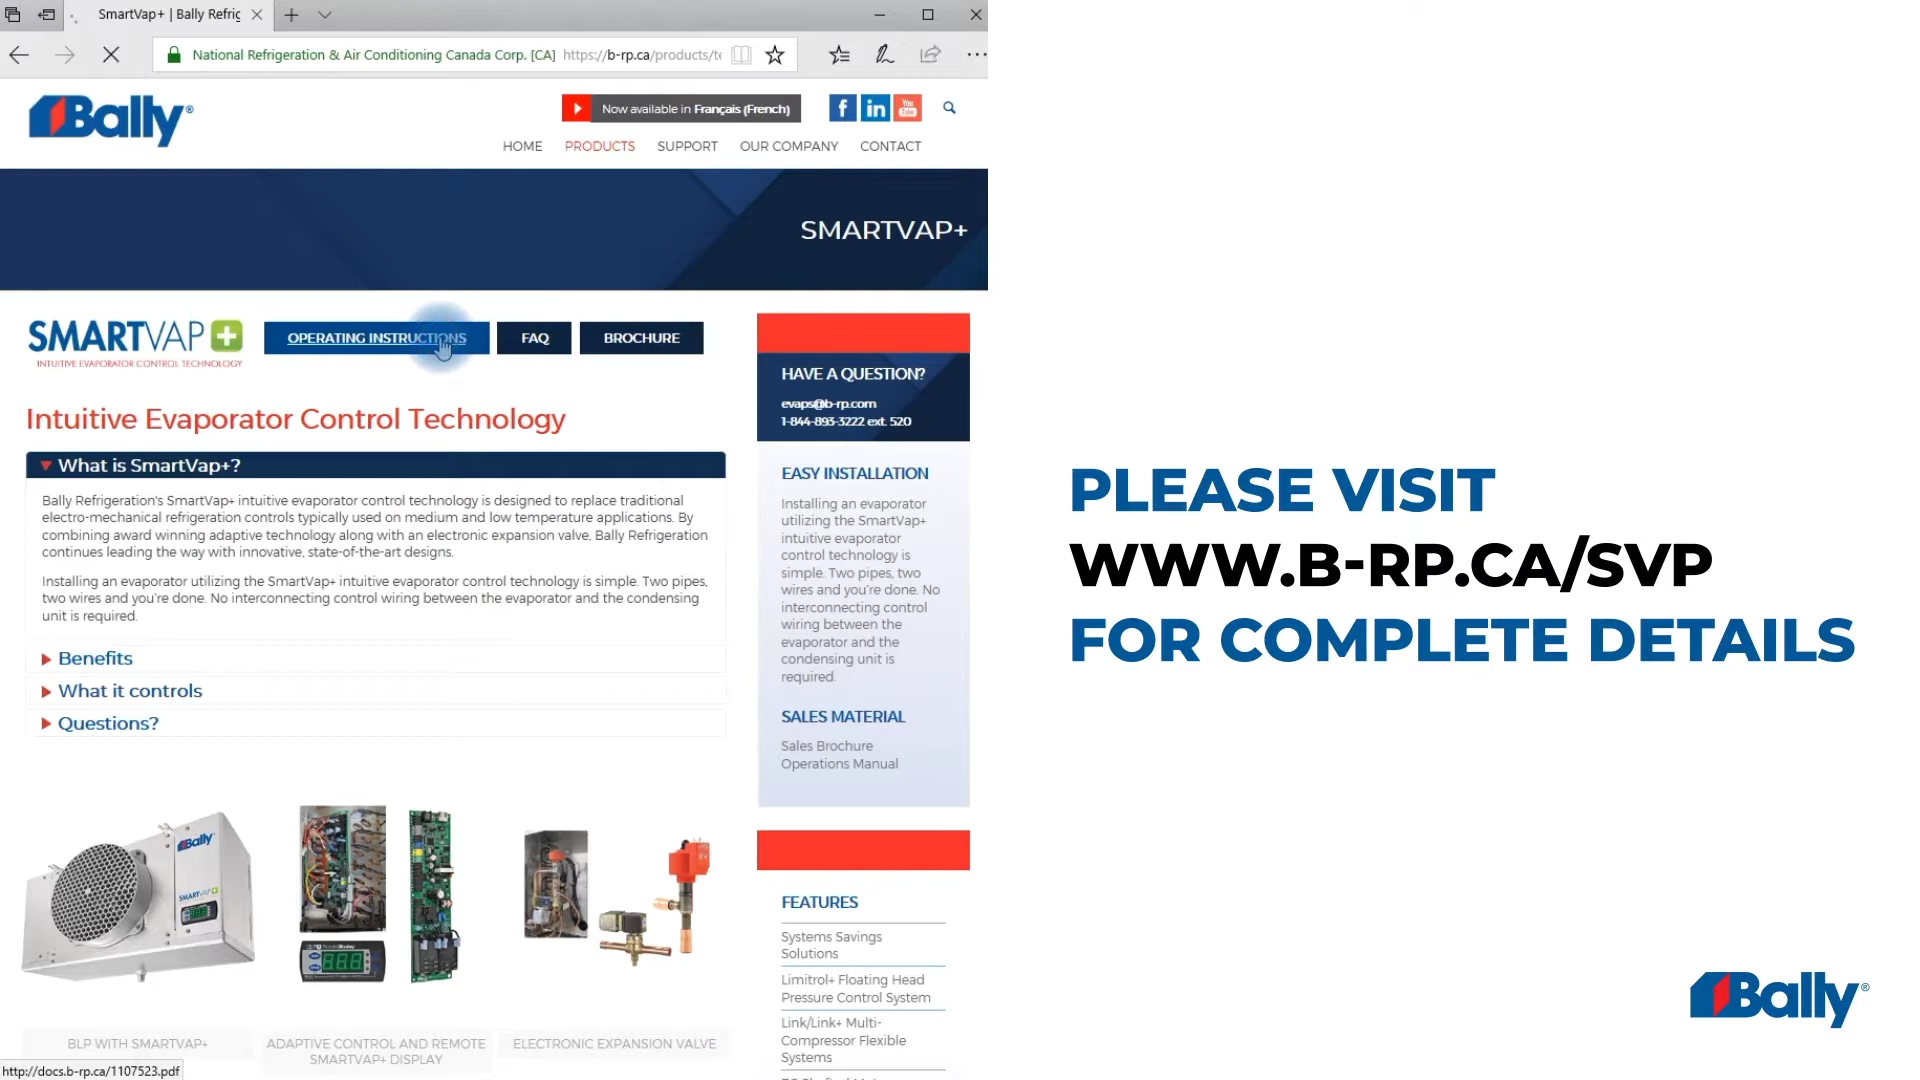 SmartVap+ | Bally Refrig
National Refrigeration & Air Conditioning Canada Corp. [CA] https://b-rp.ca/products/te
Bally®
Now available in Français (French)
f in You Tube
HOME PRODUCTS SUPPORT OUR COMPANY CONTACT
SMARTVAP+
SMARTVAP+
INTUITIVE EVAPORATOR CONTROL TECHNOLOGY
OPERATING INSTRUCTIONS FAQ BROCHURE
Intuitive Evaporator Control Technology
What is SmartVap+?
Bally Refrigeration's SmartVap+ intuitive evaporator control technology is designed to replace traditional
electro-mechanical refrigeration controls typically used on medium and low temperature applications. By
combining award winning adaptive technology along with an electronic expansion valve, Bally Refrigeration
continues leading the way with innovative, state-of-the-art designs.
Installing an evaporator utilizing the SmartVap+ intuitive evaporator control technology is simple. Two pipes,
two wires and you're done. No interconnecting control wiring between the evaporator and the condensing
unit is required.
Benefits
What it controls
Questions?
Bally
SMARTVAP+
BLP WITH SMARTVAP+
ADAPTIVE CONTROL AND REMOTE
SMARTVAP+ DISPLAY
ELECTRONIC EXPANSION VALVE
http://docs.b-rp.ca/1107523.pdf
HAVE A QUESTION?
evaps@b-rp.com
1-844-893-3222 ext. 520
EASY INSTALLATION
Installing an evaporator
utilizing the SmartVap+
intuitive evaporator
control technology is
simple. Two pipes, two
wires and you're done. No
interconnecting control
wiring between the
evaporator and the
condensing unit is
required.
SALES MATERIAL
Sales Brochure
Operations Manual
FEATURES
Systems Savings
Solutions
Limitrol+ Floating Head
Pressure Control System
Link/Link+ Multi-
Compressor Flexible
Systems
PLEASE VISIT
WWW.B-RP.CA/SVP
FOR COMPLETE DETAILS
Bally®